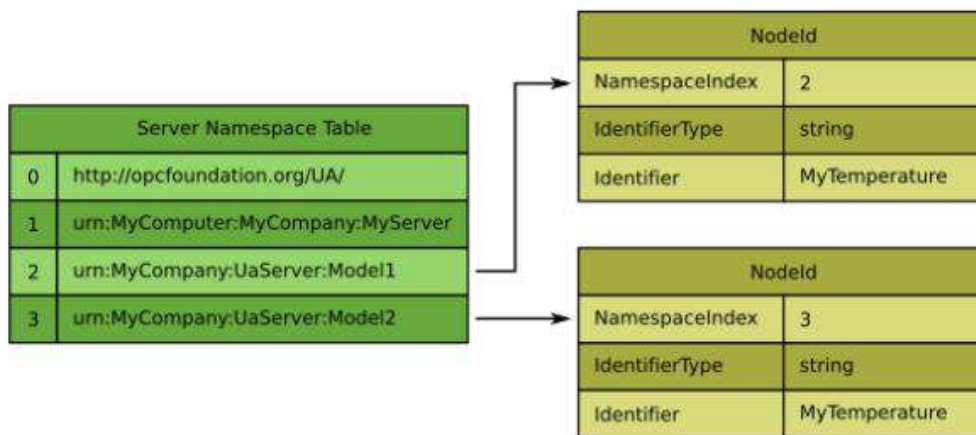 Server Namespace Table
0 http://opcfoundation.org/UA/
1 urn:MyComputer:MyCompany:MyServer
2 urn:MyCompany:UaServer:Model1
3 urn:MyCompany:UaServer:Model2
NodeId
NamespaceIndex 2
IdentifierType string
Identifier MyTemperature
NodeId
NamespaceIndex 3
IdentifierType string
Identifier MyTemperature